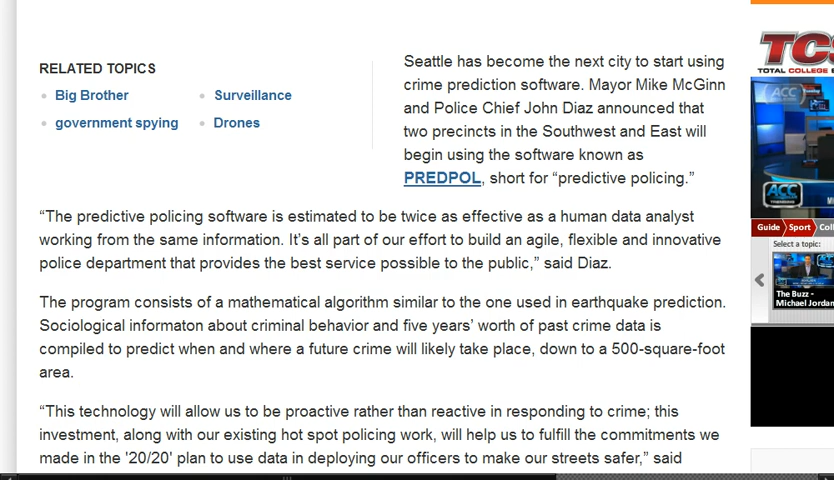 RELATED TOPICS
Big Brother
Surveillance
government spying
Drones
Seattle has become the next city to start using
crime prediction software. Mayor Mike McGinn
and Police Chief John Diaz announced that
two precincts in the Southwest and East will
begin using the software known as
PREDPOL, short for “predictive policing.”
“The predictive policing software is estimated to be twice as effective as a human data analyst
working from the same information. It’s all part of our effort to build an agile, flexible and innovative
police department that provides the best service possible to the public,” said Diaz.
The program consists of a mathematical algorithm similar to the one used in earthquake prediction.
Sociological informaton about criminal behavior and five years’ worth of past crime data is
compiled to predict when and where a future crime will likely take place, down to a 500-square-foot
area.
“This technology will allow us to be proactive rather than reactive in responding to crime; this
investment, along with our existing hot spot policing work, will help us to fulfill the commitments we
made in the '20/20' plan to use data in deploying our officers to make our streets safer,” said
TCS
TOTAL COLLEGE
ACC
ACC
Guide
Sport
Coll
Select a topic:
The Buzz -
Michael Jordan